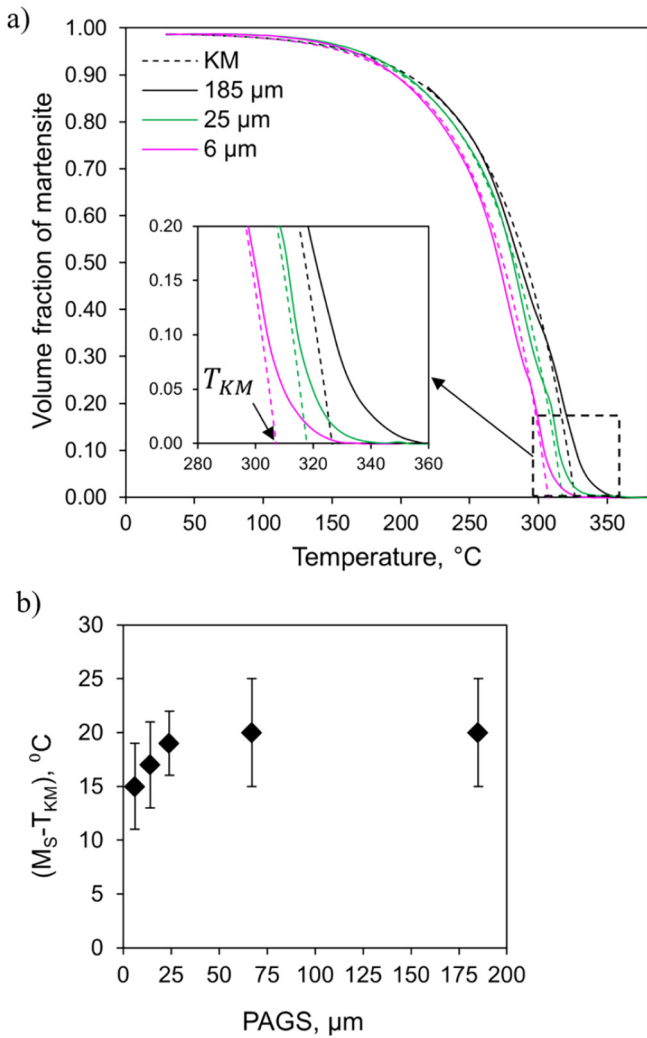 a)
1.00
0.90
0.80
0.70
0.60
0.50
0.40
0.30
0.20
0.10
0.00
Volume fraction of martensite
KM
185 µm
25 µm
6 µm
0.20
0.15
0.10
0.05
0.00
T_KM
280 300 320 340 360
0 50 100 150 200 250 300 350
Temperature, °C
b)
30
25
20
15
10
5
0
(M_S-T_KM), ⁰C
0 25 50 75 100 125 150 175 200
PAGS, µm